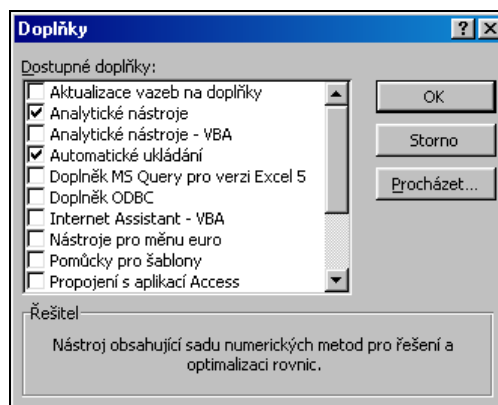 Doplňky
Dostupné doplňky:
Aktualizace vazeb na doplňky
Analytické nástroje
Analytické nástroje - VBA
Automatické ukládání
Doplněk MS Query pro verzi Excel 5
Doplněk ODBC
Internet Assistant - VBA
Nástroje pro měnu euro
Pomůcky pro šablony
Propojení s aplikací Access
OK
Storno
Procházet...
Řešitel
Nástroj obsahující sadu numerických metod pro řešení a
optimalizaci rovnic.